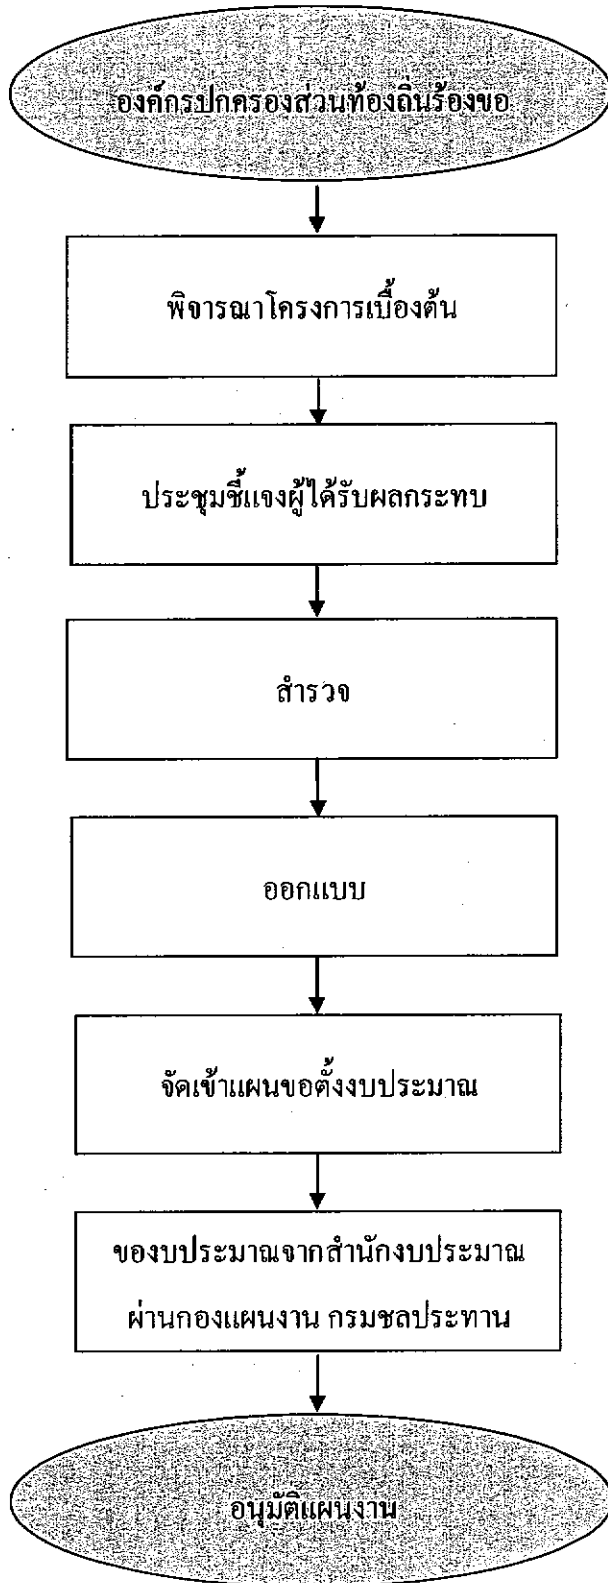 องค์กรปกครองส่วนท้องถิ่นร้องขอ
พิจารณาโครงการเบื้องต้น
ประชุมชี้แจงผู้ได้รับผลกระทบ
สำรวจ
ออกแบบ
จัดเข้าแผนขอตั้งงบประมาณ
ของบประมาณจากสำนักงบประมาณ
ผ่านกองแผนงาน กรมชลประทาน
อนุมัติแผนงาน